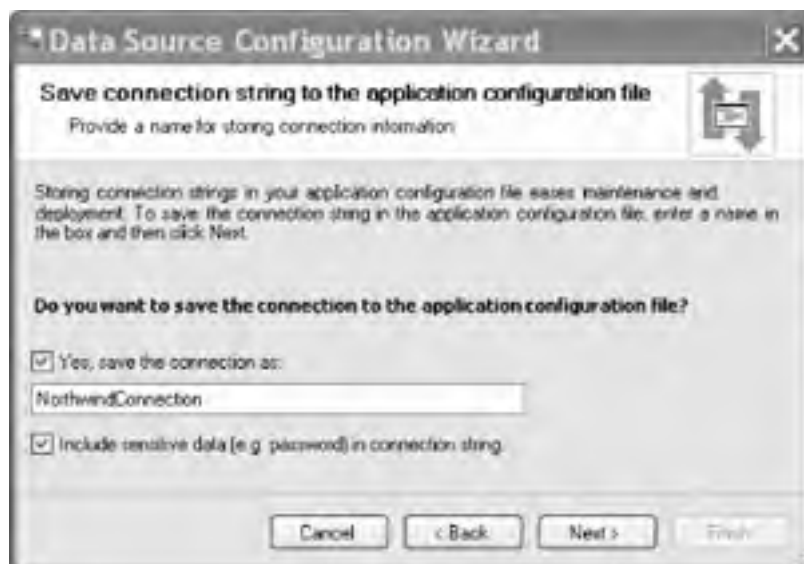 Data Source Configuration Wizard
Save connection string to the application configuration file
Provide a name for storing connection information
Storing connection strings in your application configuration file eases maintenance and
deployment. To save the connection string in the application configuration file, enter a name in
the box and then click Next.
Do you want to save the connection to the application configuration file?
Yes, save the connection as:
NorthwindConnection
Include sensitive data (e.g. password) in connection string.
Cancel
< Back
Next >
Finish